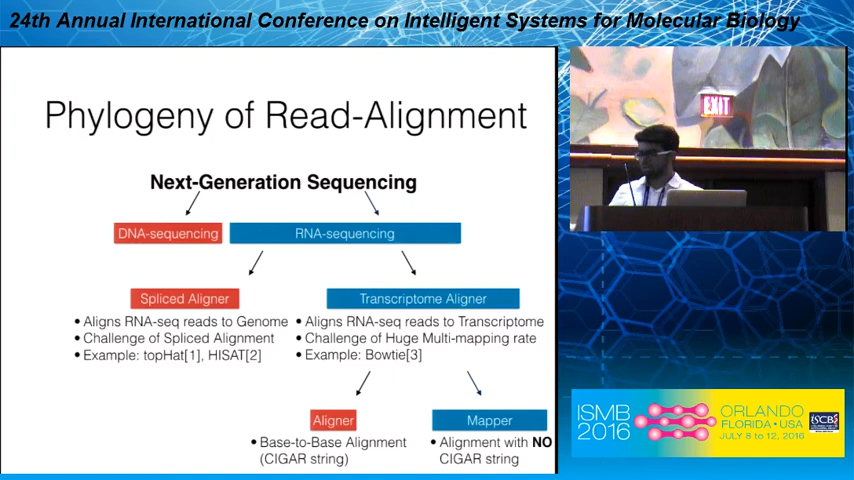 24th Annual International Conference on Intelligent Systems for Molecular Biology
Phylogeny of Read-Alignment
Next-Generation Sequencing
DNA-sequencing
RNA-sequencing
Spliced Aligner
• Aligns RNA-seq reads to Genome
• Challenge of Spliced Alignment
• Example: topHat[1], HISAT[2]
Transcriptome Aligner
• Aligns RNA-seq reads to Transcriptome
• Challenge of Huge Multi-mapping rate
• Example: Bowtie[3]
Aligner
• Base-to-Base Alignment
(CIGAR string)
Mapper
• Alignment with NO
CIGAR string
EXIT
ISMB
2016
ORLANDO
FLORIDA • USA
JULY 8 to 12, 2016
ISCB